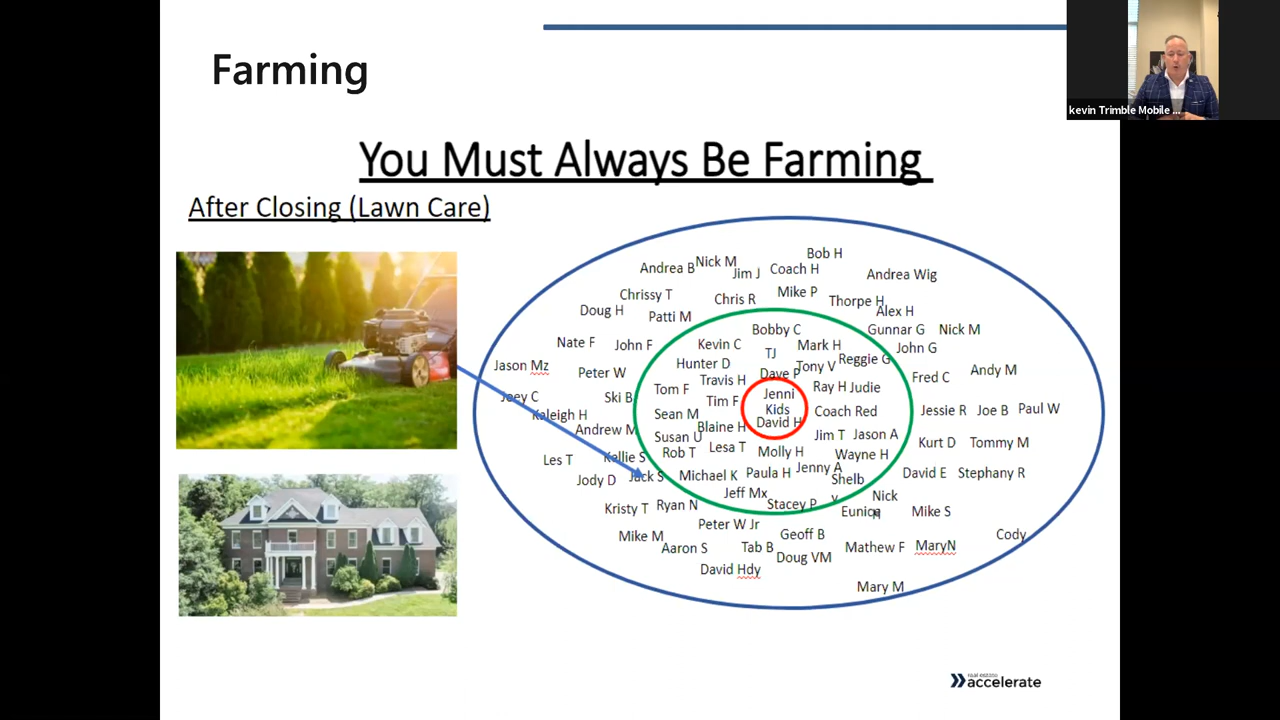 Farming
kevin Trimble Mobile ...
You Must Always Be Farming
After Closing (Lawn Care)
Bob H
Andrea B Nick M
Jim J Coach H
Andrea Wig
Chrissy T
Chris R
Mike P
Thorpe H
Doug H
Patti M
Alex H
Bobby C
Gunnar G Nick M
Nate F
John F
Kevin C
TJ
Mark H
John G
Jason Mz
Peter W
Hunter D
Dave P
Tony V
Reggie G
Fred C
Andy M
Joey C
Ski B
Tom F
Travis H
Tim F
Jenni
Kids
David H
Ray H Judie
Kaleigh H
Andrew M
Sean M
Blaine H
Coach Red
Jessie R Joe B Paul W
Susan U
Jim T Jason A
Kurt D Tommy M
Les T
Kellie S
Rob T
Lesa T
Molly H
Wayne H
Jody D
Jack S
Michael K Paula H Jenny A
Shelb
y
David E Stephany R
Jeff Mx
Stacey P
Nick
H
Kristy T Ryan N
Eunice
Mike S
Mike M
Peter W Jr
Geoff B
Cody
Aaron S
Tab B
Doug VM
Mathew F MaryN
David Hdy
Mary M
real estate
accelerate